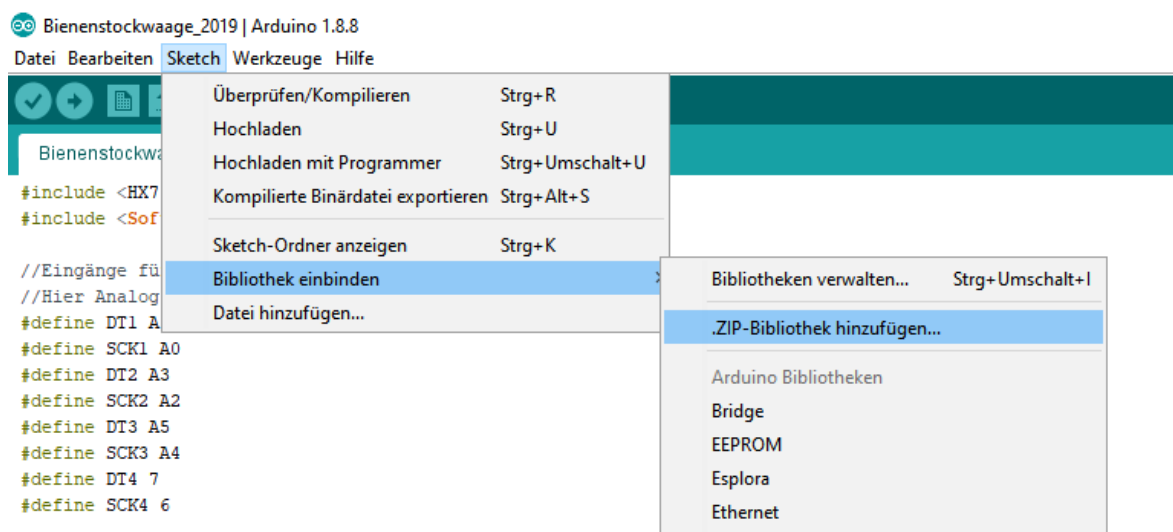 Bienenstockwaage_2019 | Arduino 1.8.8
Datei Bearbeiten Sketch Werkzeuge Hilfe
Überprüfen/Kompilieren Strg+R
Hochladen Strg+U
Hochladen mit Programmer Strg+Umschalt+U
Kompilierte Binärdatei exportieren Strg+Alt+S
Sketch-Ordner anzeigen Strg+K
Bibliothek einbinden
Datei hinzufügen...
Bibliotheken verwalten... Strg+Umschalt+I
.ZIP-Bibliothek hinzufügen...
Arduino Bibliotheken
Bridge
EEPROM
Esplora
Ethernet
Bienenstockwa
#include <HX7
#include <Sof
//Eingänge fü
//Hier Analog
#define DT1 A
#define SCK1 A0
#define DT2 A3
#define SCK2 A2
#define DT3 A5
#define SCK3 A4
#define DT4 7
#define SCK4 6